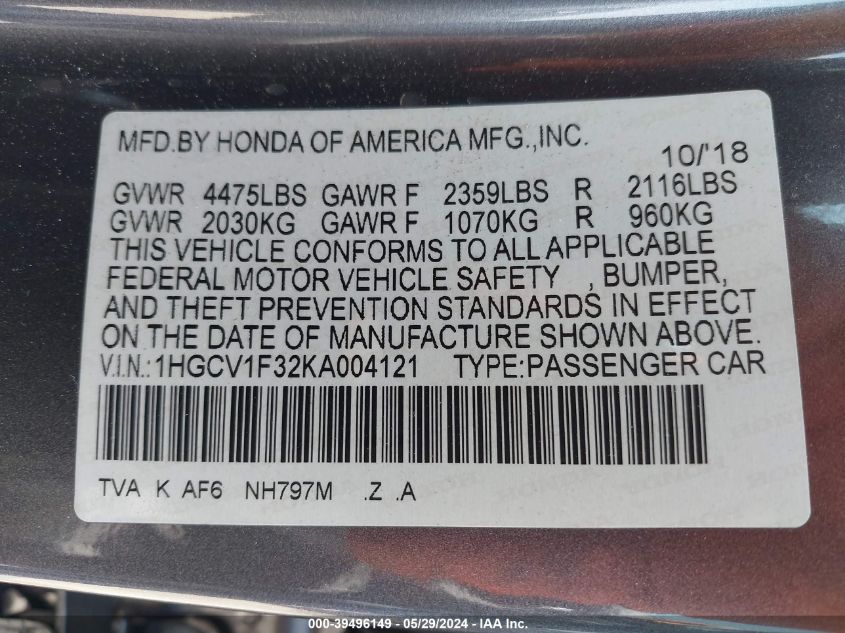 MFD.BY HONDA OF AMERICA MFG.,INC. 10/'18
GVWR 4475LBS GAWR F 2359LBS R 2116LBS
GVWR 2030KG GAWR F 1070KG R 960KG
THIS VEHICLE CONFORMS TO ALL APPLICABLE
FEDERAL MOTOR VEHICLE SAFETY , BUMPER,
AND THEFT PREVENTION STANDARDS IN EFFECT
ON THE DATE OF MANUFACTURE SHOWN ABOVE.
V.I.N.:1HGCV1F32KA004121 TYPE:PASSENGER CAR
TVA K AF6 NH797M .Z .A
000-39496149 - 05/29/2024 - IAA Inc.